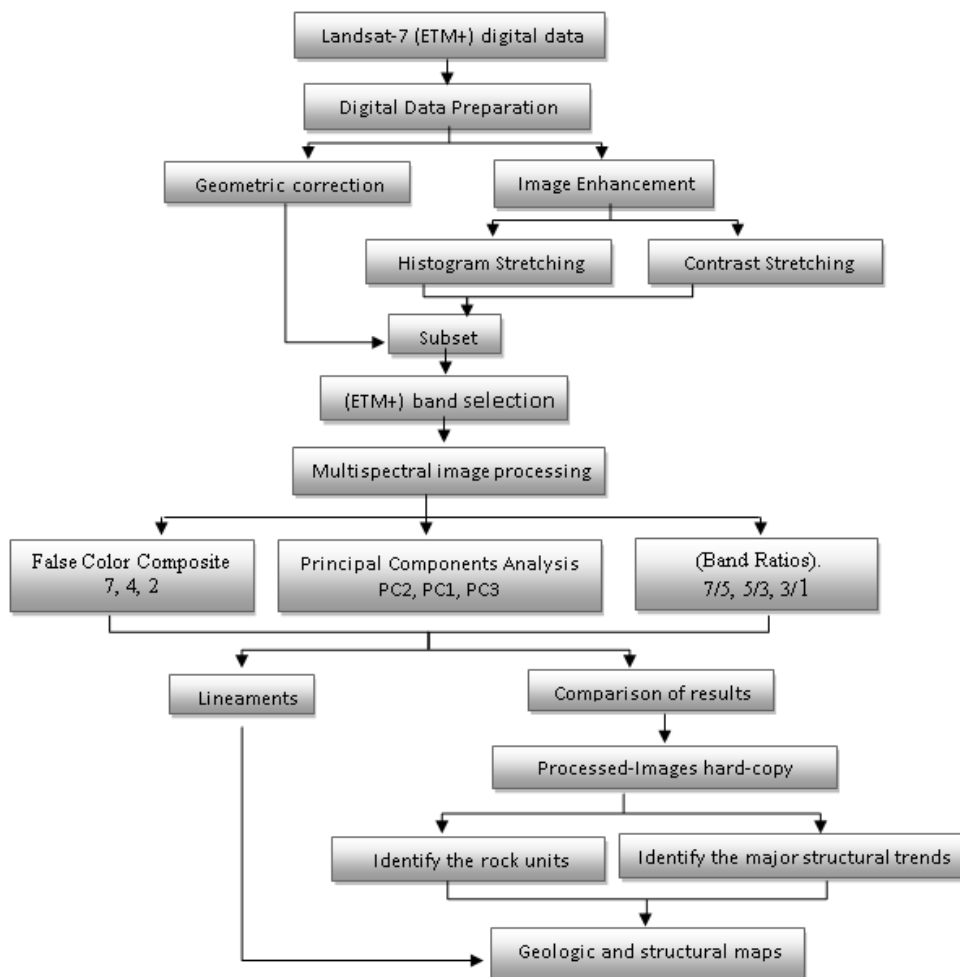 Landsat-7 (ETM+) digital data
Digital Data Preparation
Geometric correction
Image Enhancement
Histogram Stretching
Contrast Stretching
Subset
(ETM+) band selection
Multispectral image processing
False Color Composite
7, 4, 2
Principal Components Analysis
PC2, PC1, PC3
(Band Ratios).
7/5, 5/3, 3/1
Lineaments
Comparison of results
Processed-Images hard-copy
Identify the rock units
Identify the major structural trends
Geologic and structural maps